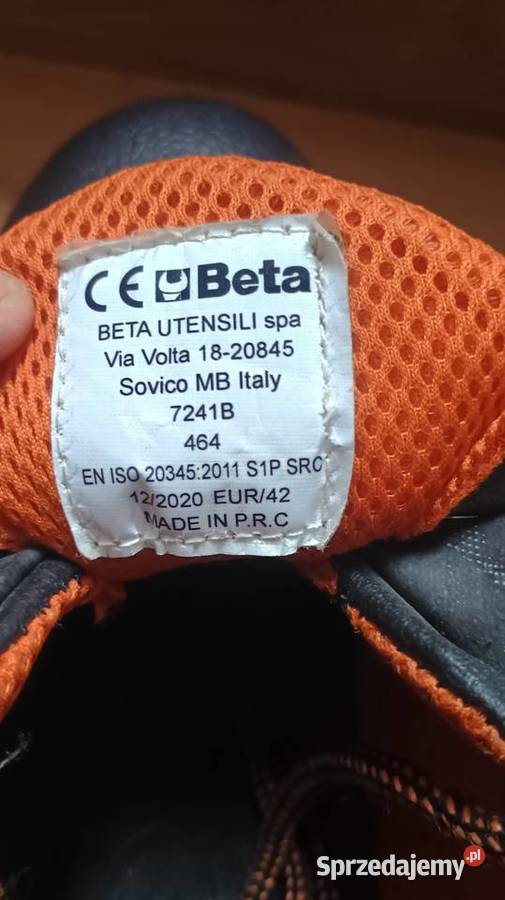 CE Beta
BETA UTENSILI spa
Via Volta 18-20845
Sovico MB Italy
7241B
464
EN ISO 20345:2011 S1P SRC
12/2020 EUR/42
MADE IN P.R.C
Sprzedajemy.pl